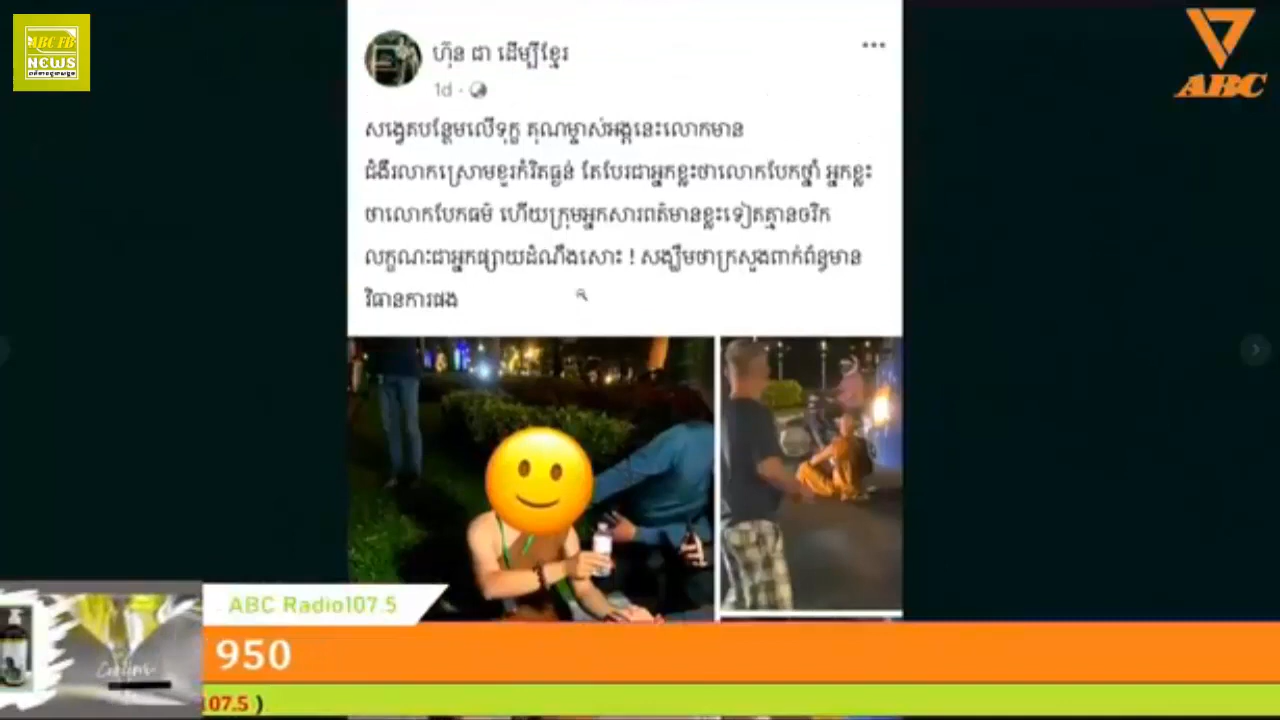 ABC FB
NEWS
ABC
ហ៊ុន ជា ដើម្បីខ្មែរ
1d
សង្វេគបន្ថែមលើទុក្ខ គុណម្ចាស់អង្គនេះលោកមាន
ជំងឺរលាកស្រោមខួរកំរិតធ្ងន់ តែបែរជាអ្នកខ្លះថាលោកបែកថ្នាំ អ្នកខ្លះ
ថាលោកបែកធម៌ ហើយក្រុមអ្នកសារពត៌មានខ្លះទៀតគ្មានចរឹក
លក្ខណះជាអ្នកផ្សាយដំណឹងសោះ ! សង្ឃឹមថាក្រសួងពាក់ព័ន្ធមាន
វិធានការផង
ABC Radio107.5
950
107.5 )